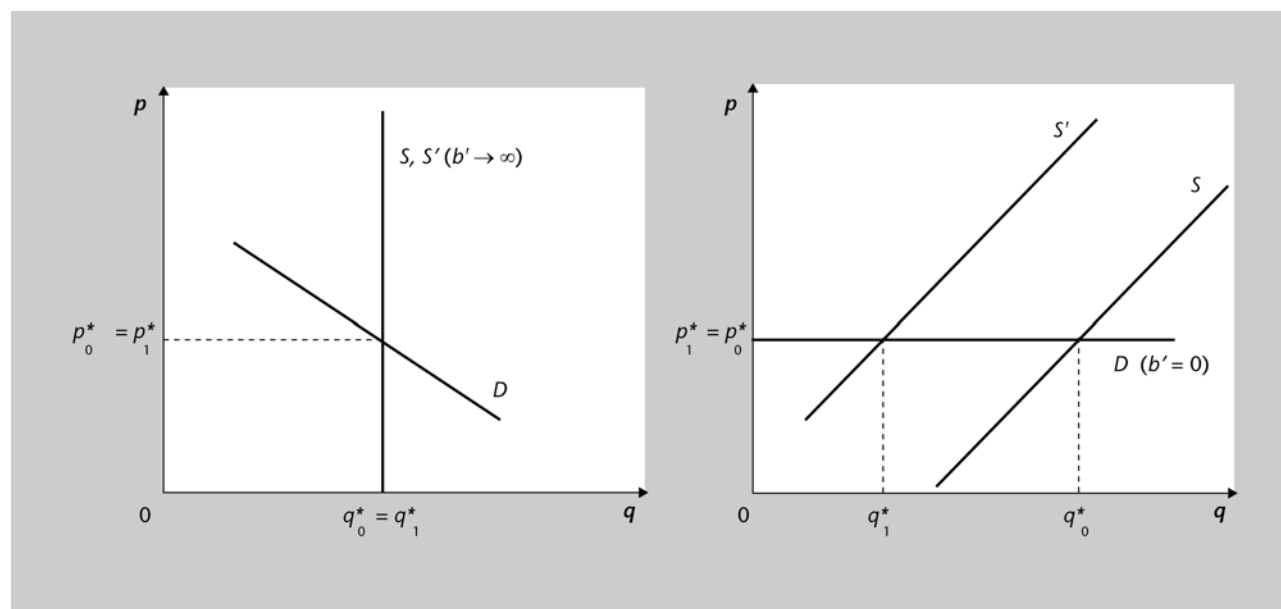 p
S, S′ (b′ → ∞)
p*0 = p*1
D
0
q*0 = q*1
q
p
S′
S
p*1 = p*0
D (b′ = 0)
0
q*1
q*0
q